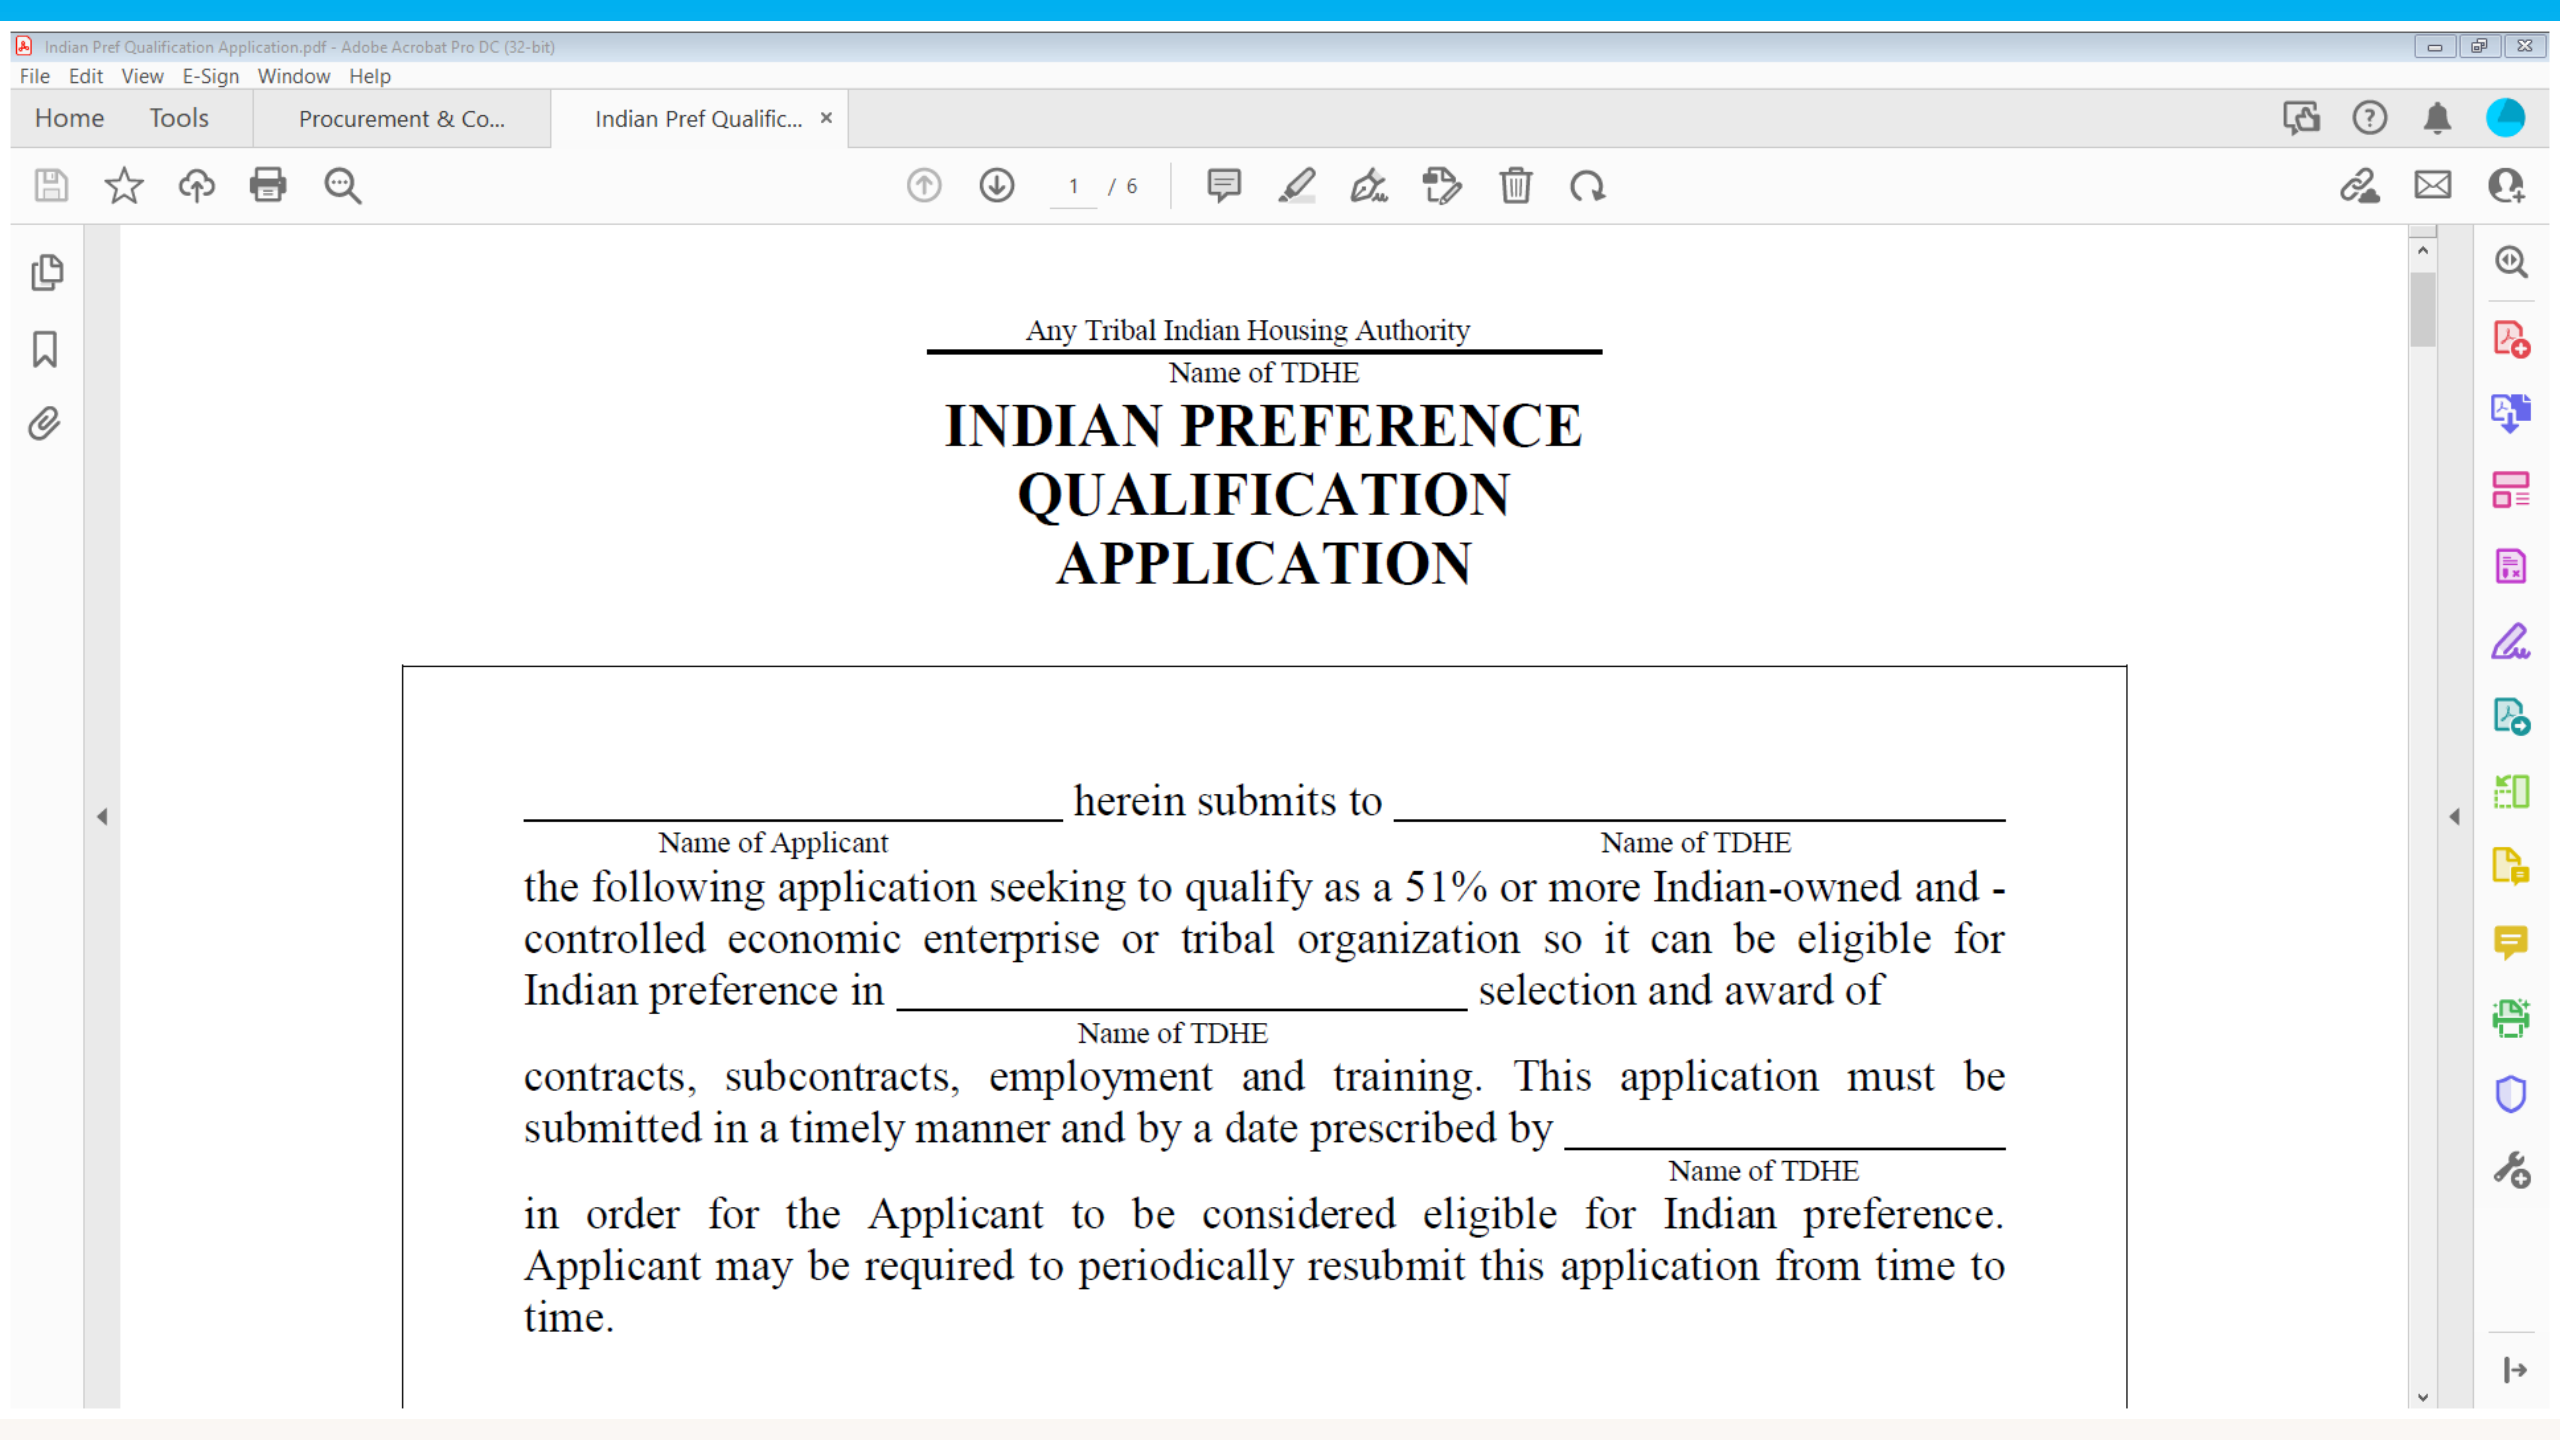 Indian Pref Qualification Application.pdf - Adobe Acrobat Pro DC (32-bit)
File Edit View E-Sign Window Help
Home Tools Procurement & Co... Indian Pref Qualific... ×
1 / 6
Any Tribal Indian Housing Authority
Name of TDHE
INDIAN PREFERENCE
QUALIFICATION
APPLICATION
herein submits to
Name of Applicant Name of TDHE
the following application seeking to qualify as a 51% or more Indian-owned and -
controlled economic enterprise or tribal organization so it can be eligible for
Indian preference in selection and award of
Name of TDHE
contracts, subcontracts, employment and training. This application must be
submitted in a timely manner and by a date prescribed by
Name of TDHE
in order for the Applicant to be considered eligible for Indian preference.
Applicant may be required to periodically resubmit this application from time to
time.